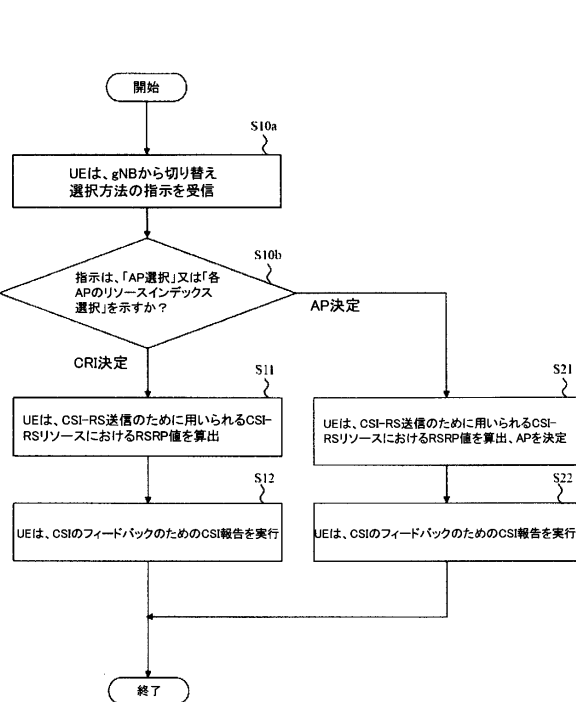 開始
S10a
UEは、gNBから切り替え
選択方法の指示を受信
S10b
指示は、「AP選択」又は「各
APのリソースインデックス
選択」を示すか？
AP決定
CRI決定
S11
UEは、CSI-RS送信のために用いられるCSI-
RSリソースにおけるRSRP値を算出
S21
UEは、CSI-RS送信のために用いられるCSI-
RSリソースにおけるRSRP値を算出、APを決定
S12
UEは、CSIのフィードバックのためのCSI報告を実行
S22
UEは、CSIのフィードバックのためのCSI報告を実行
終了